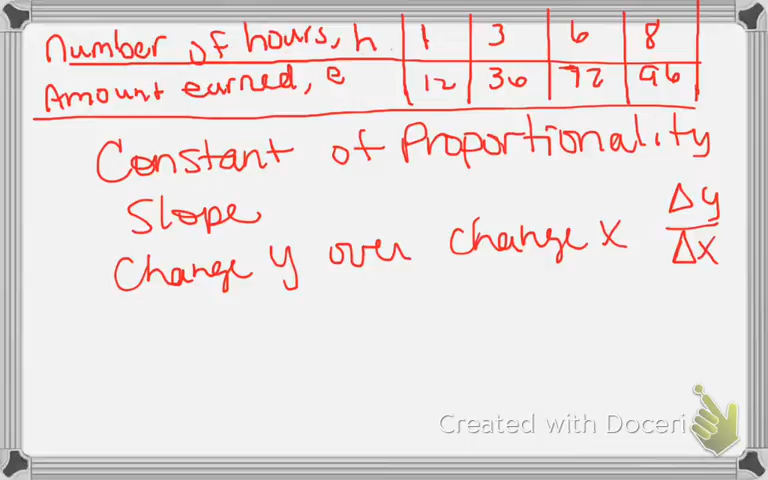 Number of hours, h 1 3 6 8
Amount earned, e 12 36 72 96
Constant of Proportionality
Slope
Change y over change x Δy/Δx
Created with Doceri